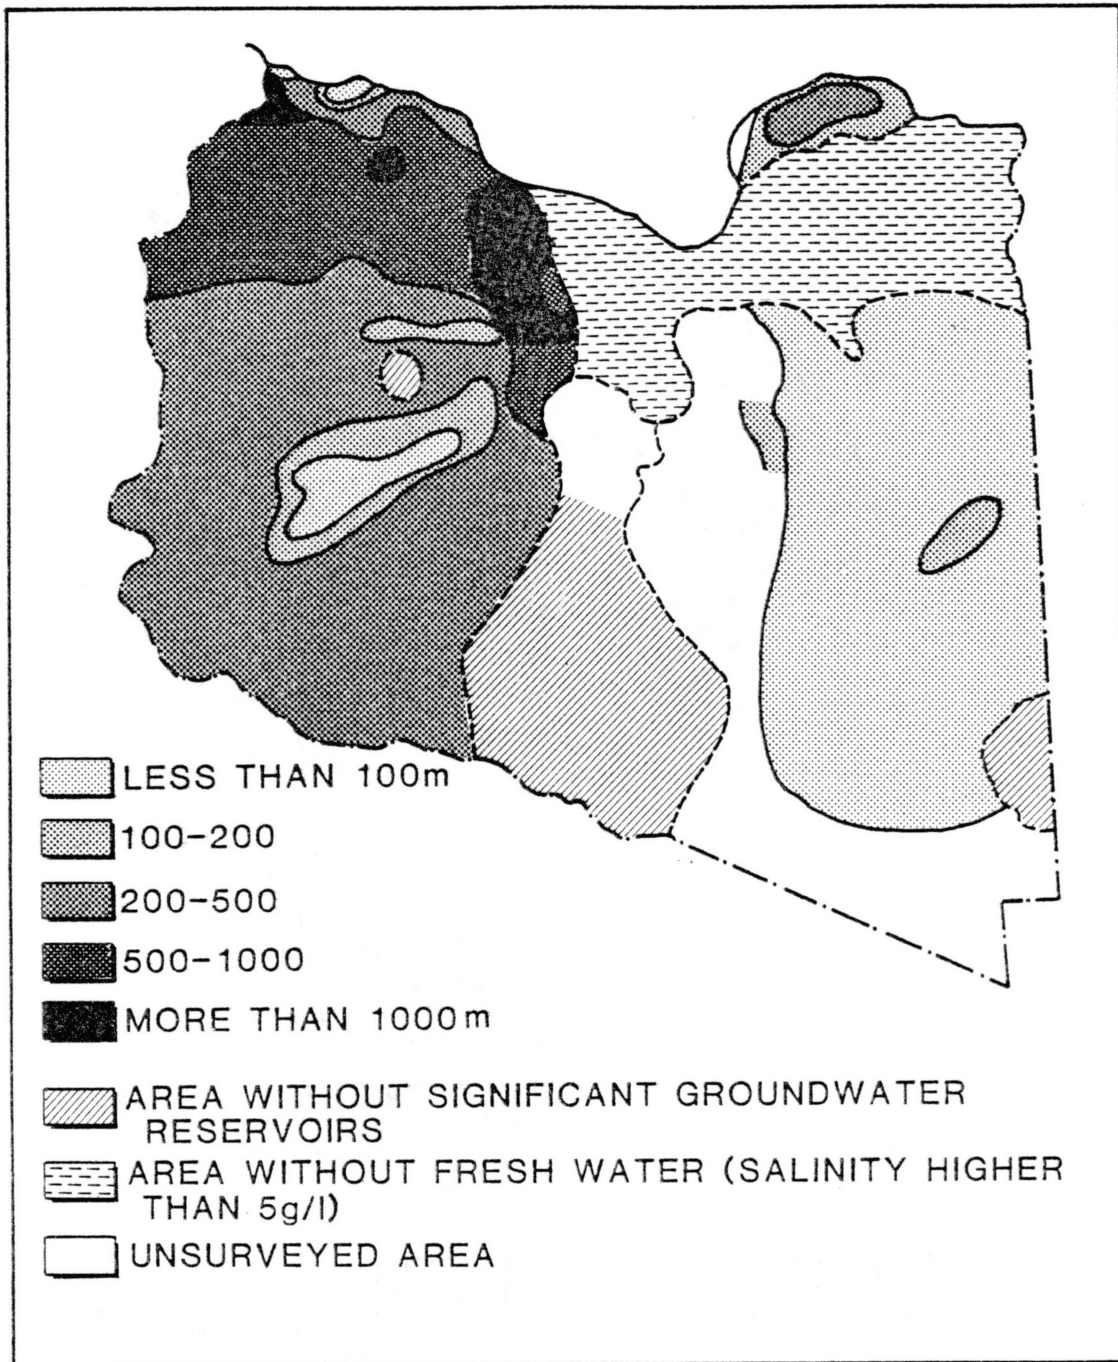 LESS THAN 100m
100-200
200-500
500-1000
MORE THAN 1000m
AREA WITHOUT SIGNIFICANT GROUNDWATER
RESERVOIRS
AREA WITHOUT FRESH WATER (SALINITY HIGHER
THAN 5g/l)
UNSURVEYED AREA